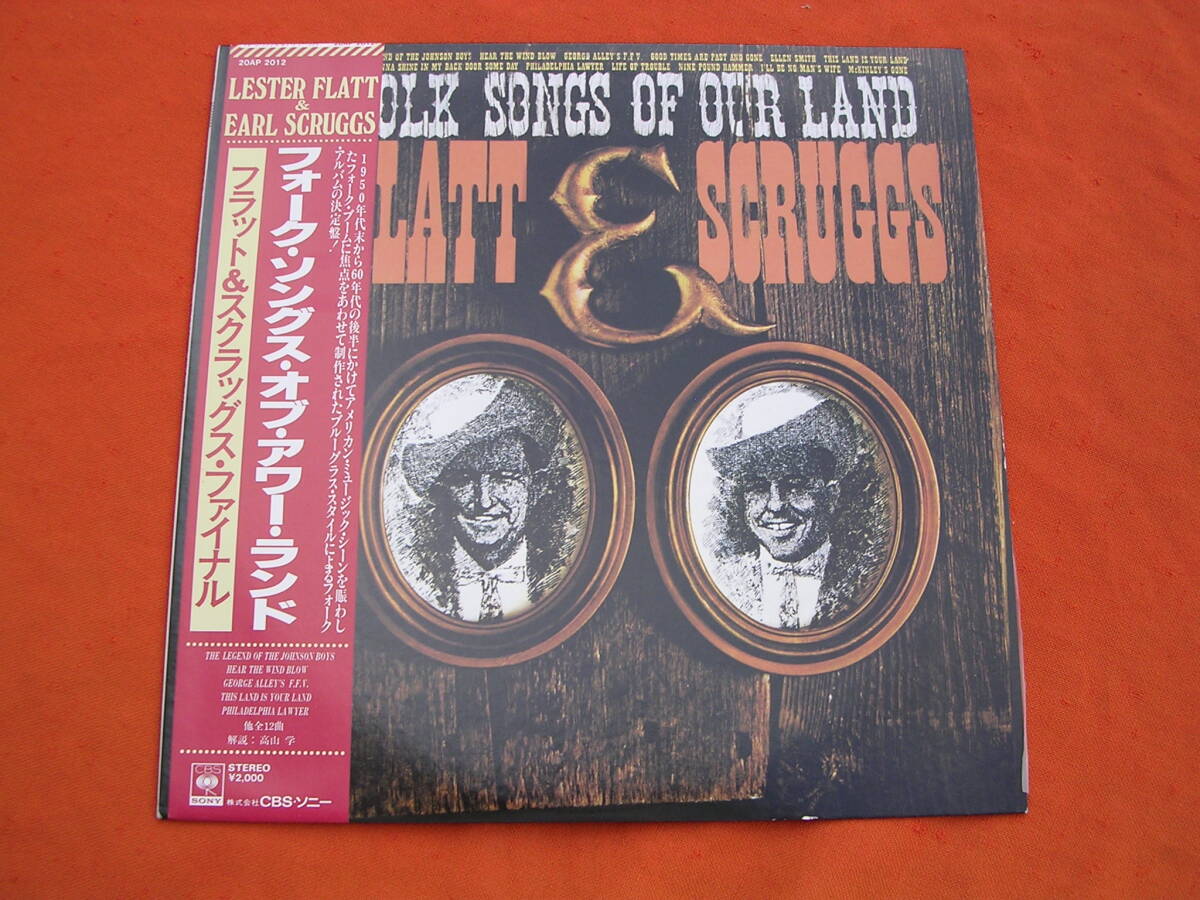 20AP 2012
LESTER FLATT
&
EARL SCRUGGS
1950年代末から60年代の後半にかけてアメリカン・ミュージック・シーンを賑わし
たフォーク・ブームに焦点をあわせて制作されたブルーグラス・スタイルによるフォーク
・アルバムの決定盤!
フォーク・ソングス・オブ・アワー・ランド
フラット&スクラッグス・ファイナル
THE LEGEND OF THE JOHNSON BOYS
HEAR THE WIND BLOW
GEORGE ALLEY'S F.F.V.
THIS LAND IS YOUR LAND
PHILADELPHIA LAWYER
他全12曲
解説:高山 学
CBS
SONY
STEREO
¥2,000
株式会社CBS・ソニー
END OF THE JOHNSON BOYS HEAR THE WIND BLOW GEORGE ALLEY'S F.F.V. GOOD TIMES ARE PAST AND GONE ELLEN SMITH THIS LAND IS YOUR LAND
NNA SHINE IN MY BACK DOOR SOME DAY PHILADELPHIA LAWYER LIFE OF TROUBLE NINE POUND HAMMER I'LL BE NO MAN'S WIFE McKINLEY'S GONE
OLK SONGS OF OUR LAND
LATT & SCRUGGS